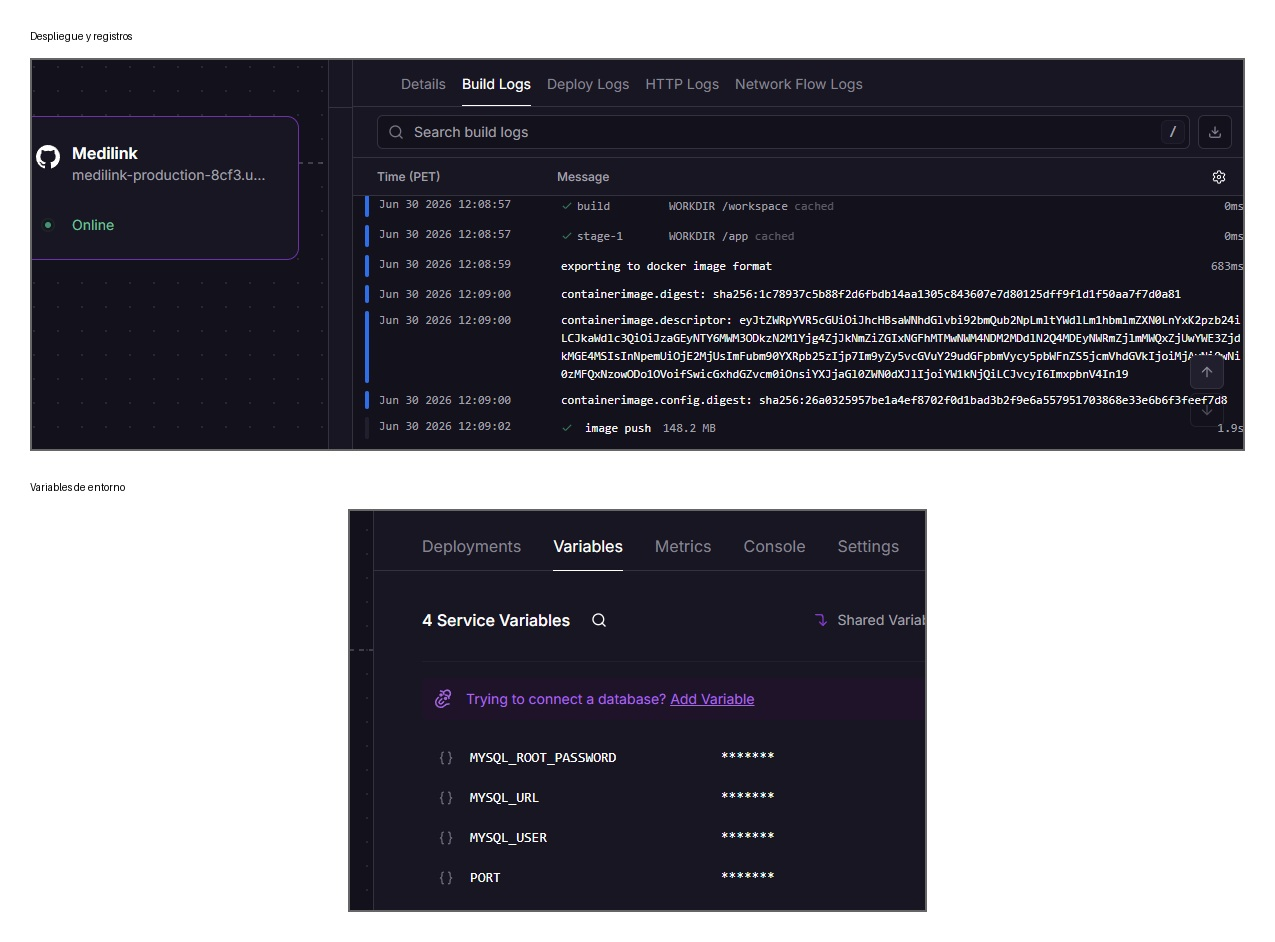 Despliegue y registros
Details Build Logs Deploy Logs HTTP Logs Network Flow Logs
Search build logs /
Medilink
medilink-production-8cf3.u...
Online
Time (PET) Message
Jun 30 2026 12:08:57 build WORKDIR /workspace cached 0ms
Jun 30 2026 12:08:57 stage-1 WORKDIR /app cached 0ms
Jun 30 2026 12:08:59 exporting to docker image format 683ms
Jun 30 2026 12:09:00 containerimage.digest: sha256:1c78937c5b88f2d6fbdb14aa1305c843607e7d80125dff9f1d1f50aa7f7d0a81
Jun 30 2026 12:09:00 containerimage.descriptor:
Jun 30 2026 12:09:00 containerimage.config.digest: sha256:26a0325957be1a4ef8702f0d1bad3b2f9e6a557951703868e33e6b6f3feef7d8
Jun 30 2026 12:09:02 image push 148.2 MB 1.9s
Variables de entorno
Deployments Variables Metrics Console Settings
4 Service Variables Shared Variab
Trying to connect a database? Add Variable
{} MYSQL_ROOT_PASSWORD *******
{} MYSQL_URL *******
{} MYSQL_USER *******
{} PORT *******